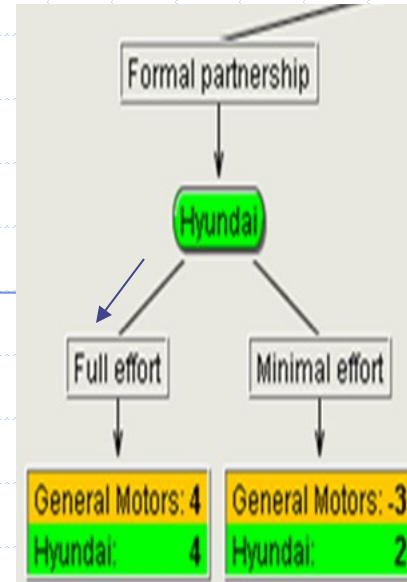 Formal partnership
Hyundai
Full effort
Minimal effort
General Motors: 4
Hyundai: 4
General Motors: -3
Hyundai: 2